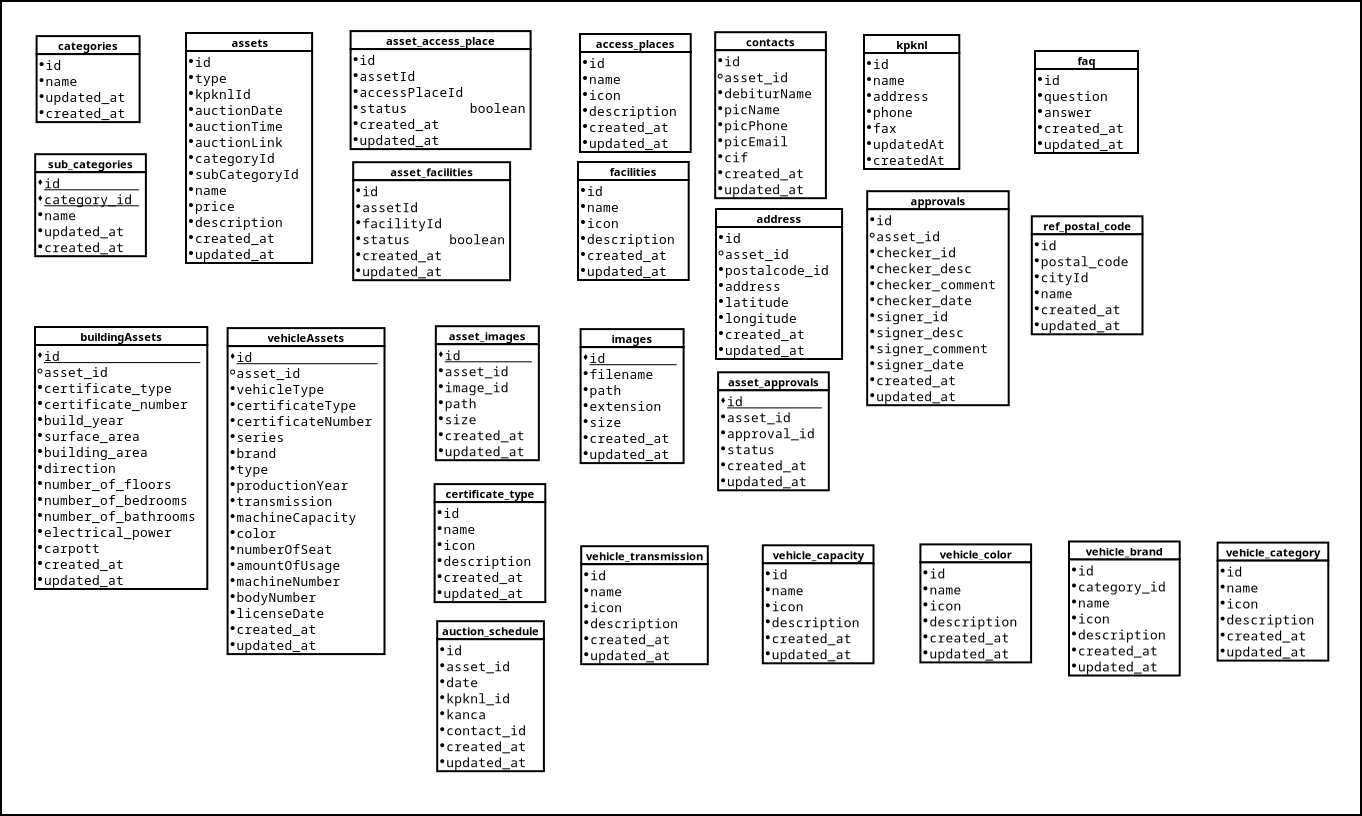 categories
id
name
updated_at
created_at
sub_categories
id
category_id
name
updated_at
created_at
assets
id
type
kpknlId
auctionDate
auctionTime
auctionLink
categoryId
subCategoryId
name
price
description
created_at
updated_at
asset_access_place
id
assetId
accessPlaceId
status boolean
created_at
updated_at
asset_facilities
id
assetId
facilityId
status boolean
created_at
updated_at
access_places
id
name
icon
description
created_at
updated_at
facilities
id
name
icon
description
created_at
updated_at
contacts
id
asset_id
debiturName
picName
picPhone
picEmail
cif
created_at
updated_at
address
id
asset_id
postalcode_id
address
latitude
longitude
created_at
updated_at
kpknl
id
name
address
phone
fax
updatedAt
createdAt
approvals
id
asset_id
checker_id
checker_desc
checker_comment
checker_date
signer_id
signer_desc
signer_comment
signer_date
created_at
updated_at
faq
id
question
answer
created_at
updated_at
ref_postal_code
id
postal_code
cityId
name
created_at
updated_at
buildingAssets
id
asset_id
certificate_type
certificate_number
build_year
surface_area
building_area
direction
number_of_floors
number_of_bedrooms
number_of_bathrooms
electrical_power
carpott
created_at
updated_at
vehicleAssets
id
asset_id
vehicleType
certificateType
certificateNumber
series
brand
type
productionYear
transmission
machineCapacity
color
numberOfSeat
amountOfUsage
machineNumber
bodyNumber
licenseDate
created_at
updated_at
asset_images
id
asset_id
image_id
path
size
created_at
updated_at
certificate_type
id
name
icon
description
created_at
updated_at
auction_schedule
id
asset_id
date
kpknl_id
kanca
contact_id
created_at
updated_at
images
id
filename
path
extension
size
created_at
updated_at
asset_approvals
id
asset_id
approval_id
status
created_at
updated_at
vehicle_transmission
id
name
icon
description
created_at
updated_at
vehicle_capacity
id
name
icon
description
created_at
updated_at
vehicle_color
id
name
icon
description
created_at
updated_at
vehicle_brand
id
category_id
name
icon
description
created_at
updated_at
vehicle_category
id
name
icon
description
created_at
updated_at